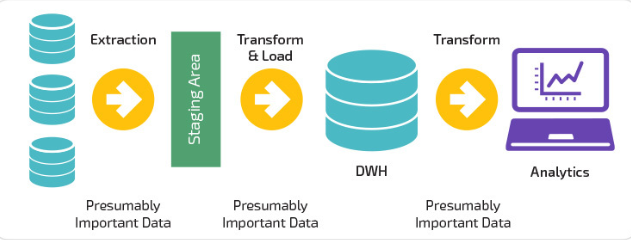 Extraction
Staging Area
Transform
& Load
DWH
Transform
Analytics
Presumably
Important Data
Presumably
Important Data
Presumably
Important Data